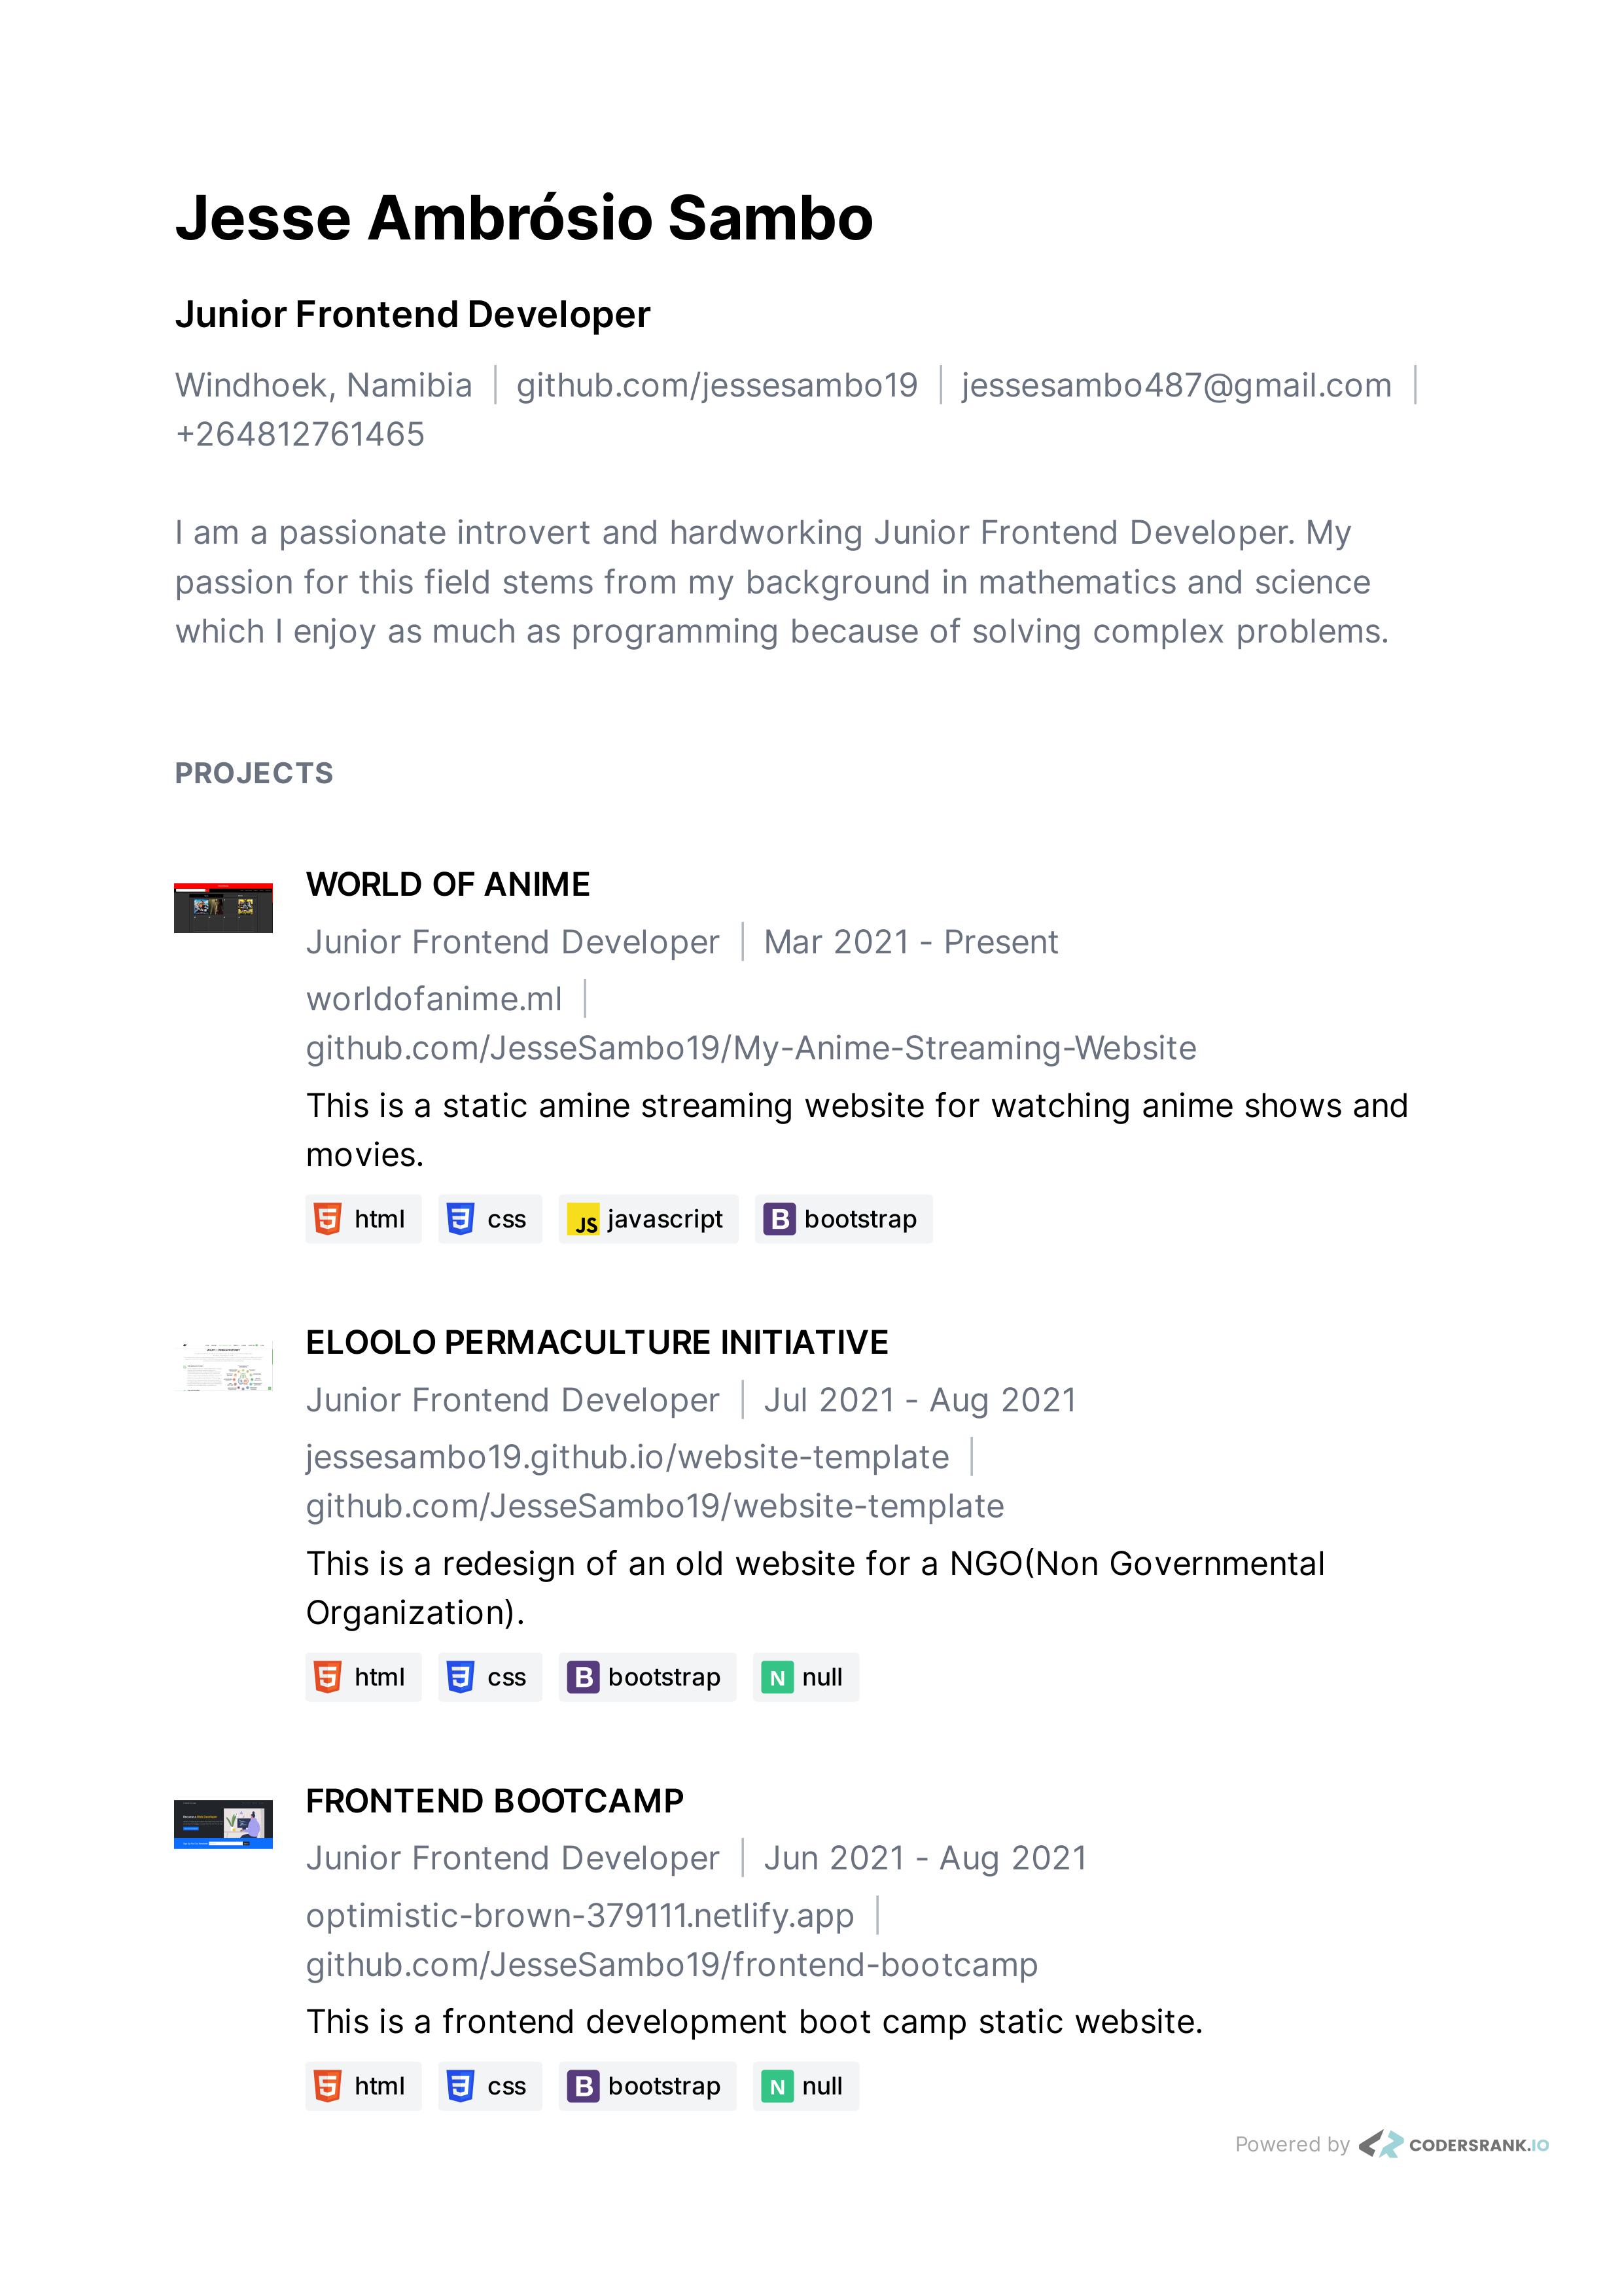 Jesse Ambrósio Sambo
Junior Frontend Developer
Windhoek, Namibia | github.com/jessesambo19 | jessesambo487@gmail.com |
+264812761465
I am a passionate introvert and hardworking Junior Frontend Developer. My
passion for this field stems from my background in mathematics and science
which I enjoy as much as programming because of solving complex problems.
PROJECTS
WORLD OF ANIME
Junior Frontend Developer | Mar 2021 - Present
worldofanime.ml |
github.com/JesseSambo19/My-Anime-Streaming-Website
This is a static amine streaming website for watching anime shows and
movies.
html css JS javascript B bootstrap
ELOOLO PERMACULTURE INITIATIVE
Junior Frontend Developer | Jul 2021 - Aug 2021
jessesambo19.github.io/website-template |
github.com/JesseSambo19/website-template
This is a redesign of an old website for a NGO(Non Governmental
Organization).
html css B bootstrap N null
FRONTEND BOOTCAMP
Junior Frontend Developer | Jun 2021 - Aug 2021
optimistic-brown-379111.netlify.app |
github.com/JesseSambo19/frontend-bootcamp
This is a frontend development boot camp static website.
html css B bootstrap N null
Powered by CODERSRANK.IO